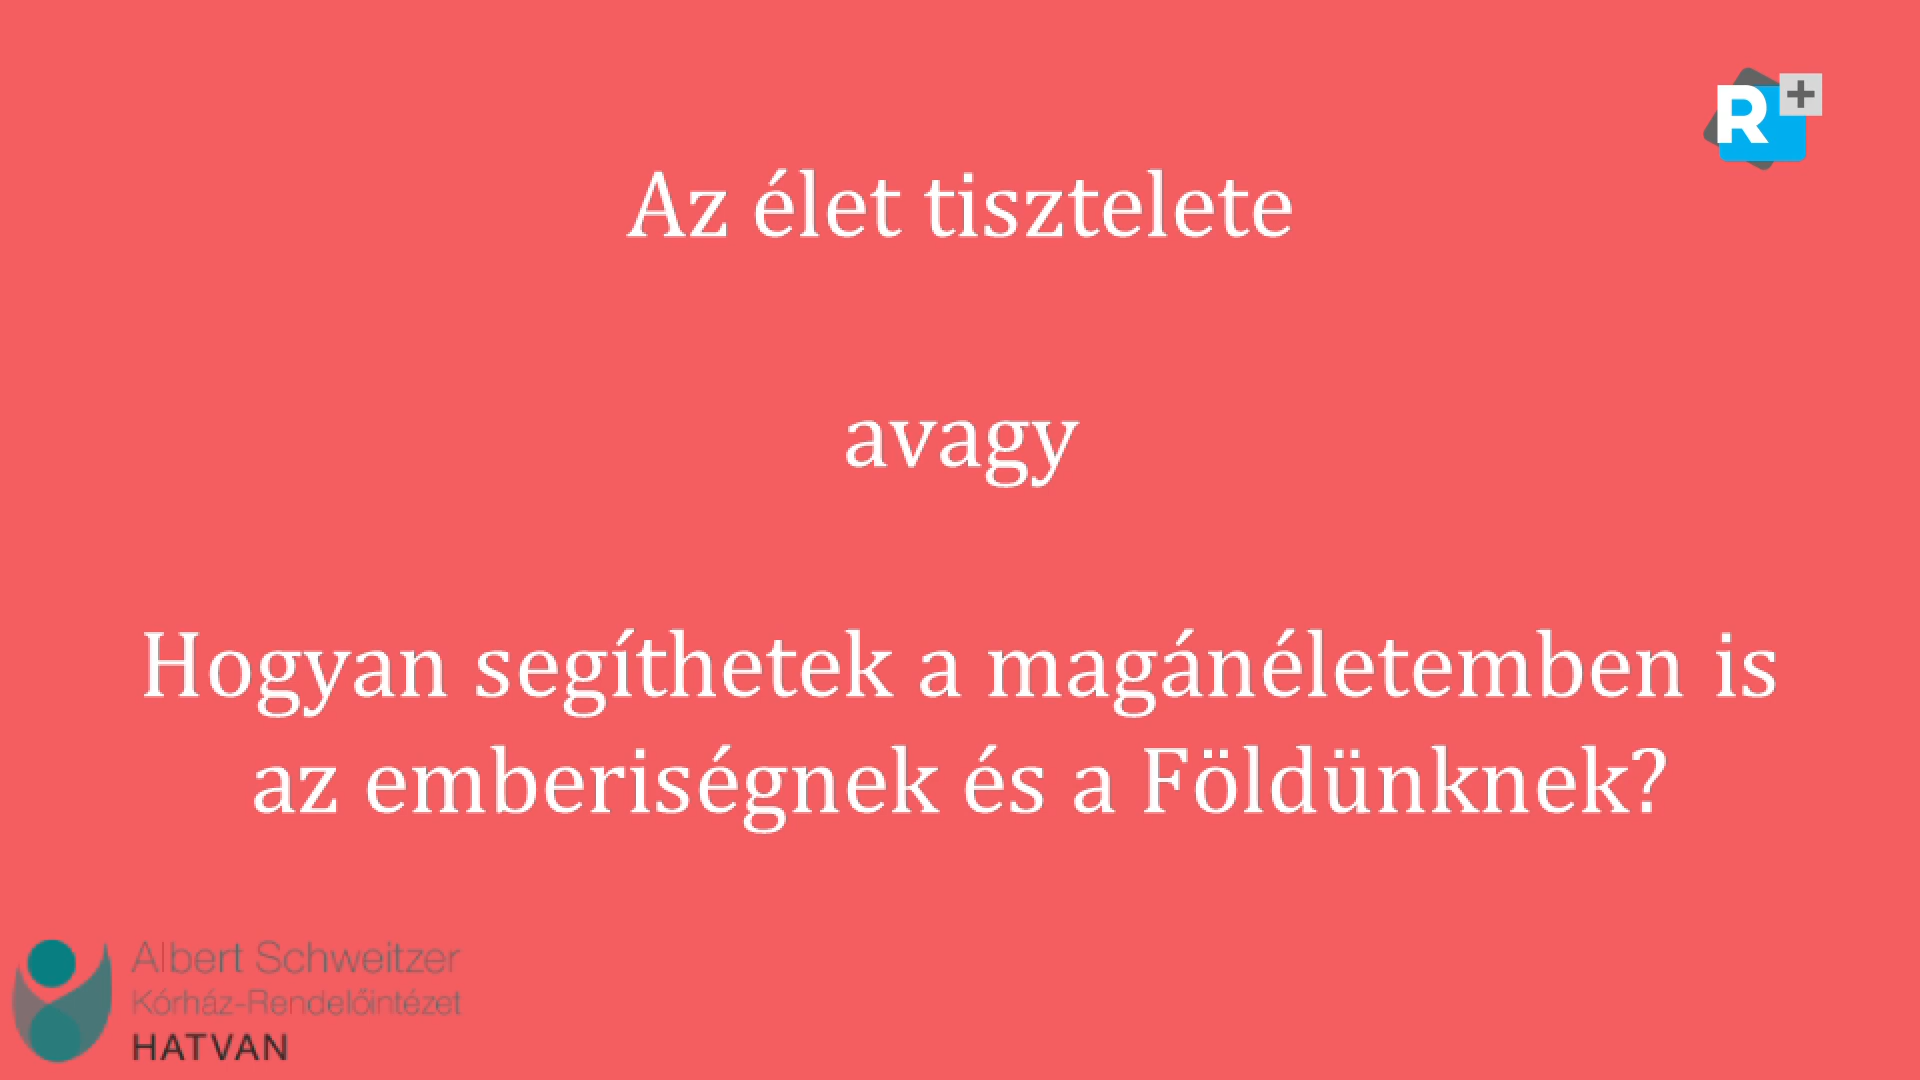 R+
Az élet tisztelete
avagy
Hogyan segíthetek a magánéletemben is
az emberiségnek és a Földünknek?
Albert Schweitzer
Kórház-Rendelőintézet
HATVAN